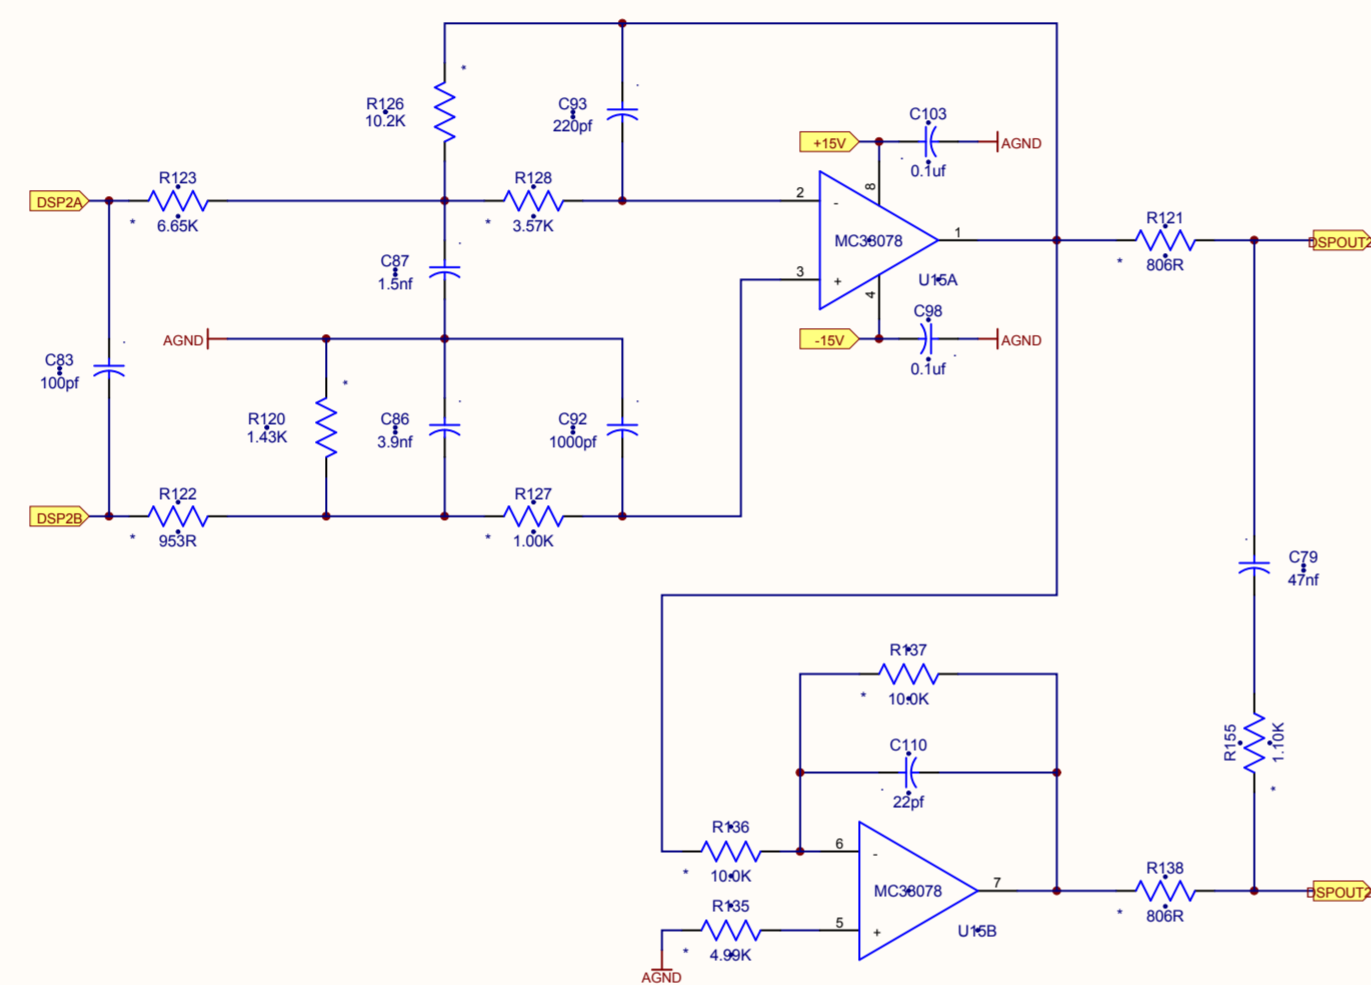 *
R126
10.2K
C93
220pf
C103
+15V
AGND
0.1uf
8
R123
DSP2A
*
6.65K
R128
*
3.57K
2
-
MC33078
1
R121
DSPOUT2
*
806R
C87
1.5nf
3
+
U15A
4
C98
AGND
-15V
AGND
0.1uf
C83
100pf
*
R120
1.43K
C86
3.9nf
C92
1000pf
R122
DSP2B
*
953R
R127
*
1.00K
C79
47nf
R137
*
10.0K
C110
22pf
R155
1.10K
*
R136
*
10.0K
6
-
MC33078
7
R138
DSPOUT2
*
806R
R135
*
4.99K
5
+
U15B
AGND